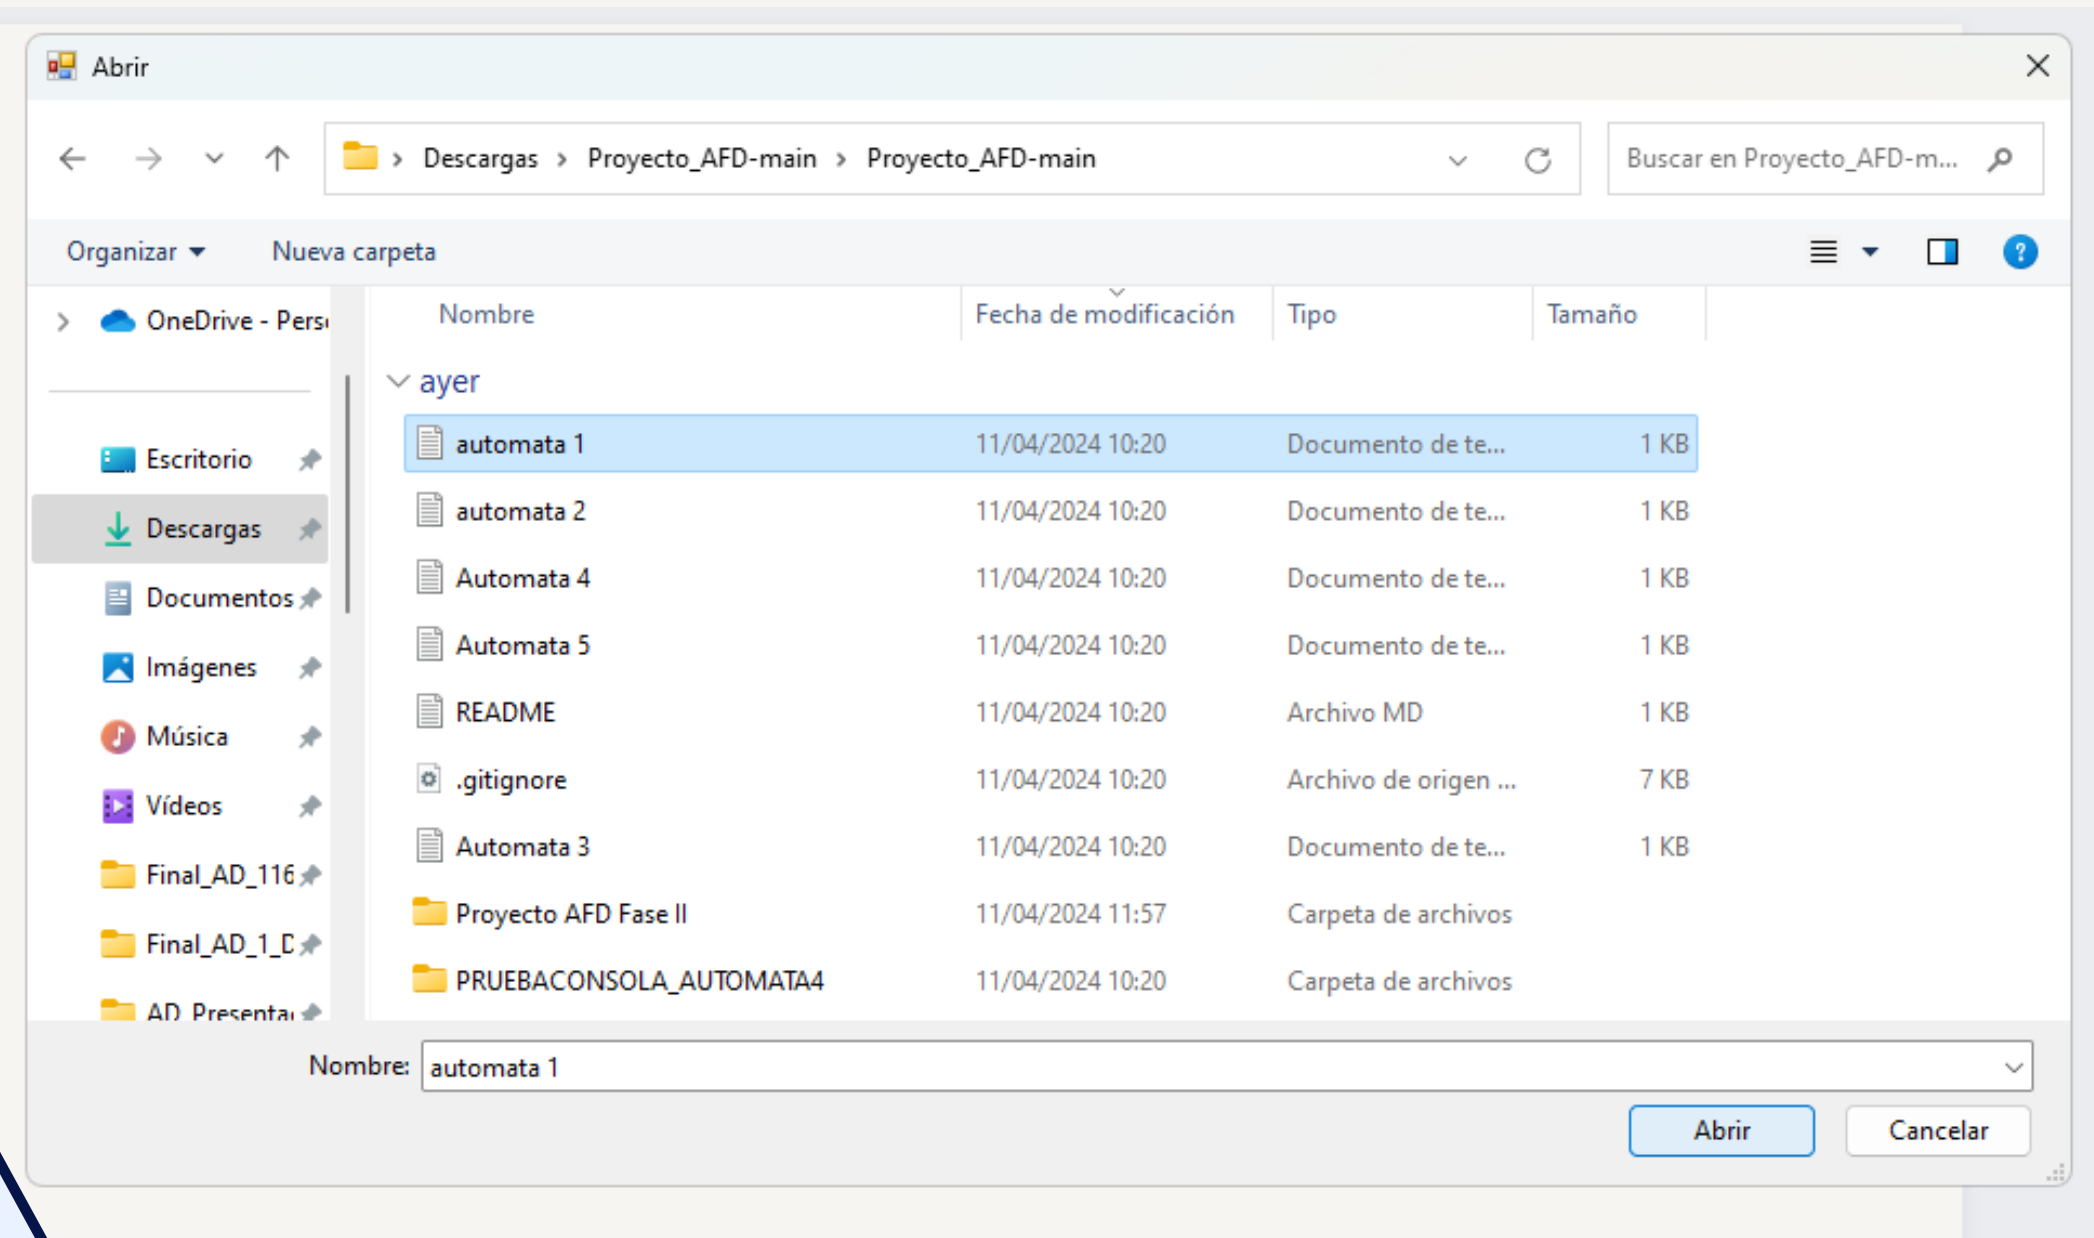 Abrir
Descargas > Proyecto_AFD-main > Proyecto_AFD-main
Buscar en Proyecto_AFD-m...
Organizar
Nueva carpeta
OneDrive - Pers
Escritorio
Descargas
Documentos
Imágenes
Música
Vídeos
Final_AD_116
Final_AD_1_D
AD Presenta
Nombre Fecha de modificación Tipo Tamaño
ayer
automata 1 11/04/2024 10:20 Documento de te... 1 KB
automata 2 11/04/2024 10:20 Documento de te... 1 KB
Automata 4 11/04/2024 10:20 Documento de te... 1 KB
Automata 5 11/04/2024 10:20 Documento de te... 1 KB
README 11/04/2024 10:20 Archivo MD 1 KB
.gitignore 11/04/2024 10:20 Archivo de origen ... 7 KB
Automata 3 11/04/2024 10:20 Documento de te... 1 KB
Proyecto AFD Fase II 11/04/2024 11:57 Carpeta de archivos
PRUEBACONSOLA_AUTOMATA4 11/04/2024 10:20 Carpeta de archivos
Nombre: automata 1
Abrir
Cancelar